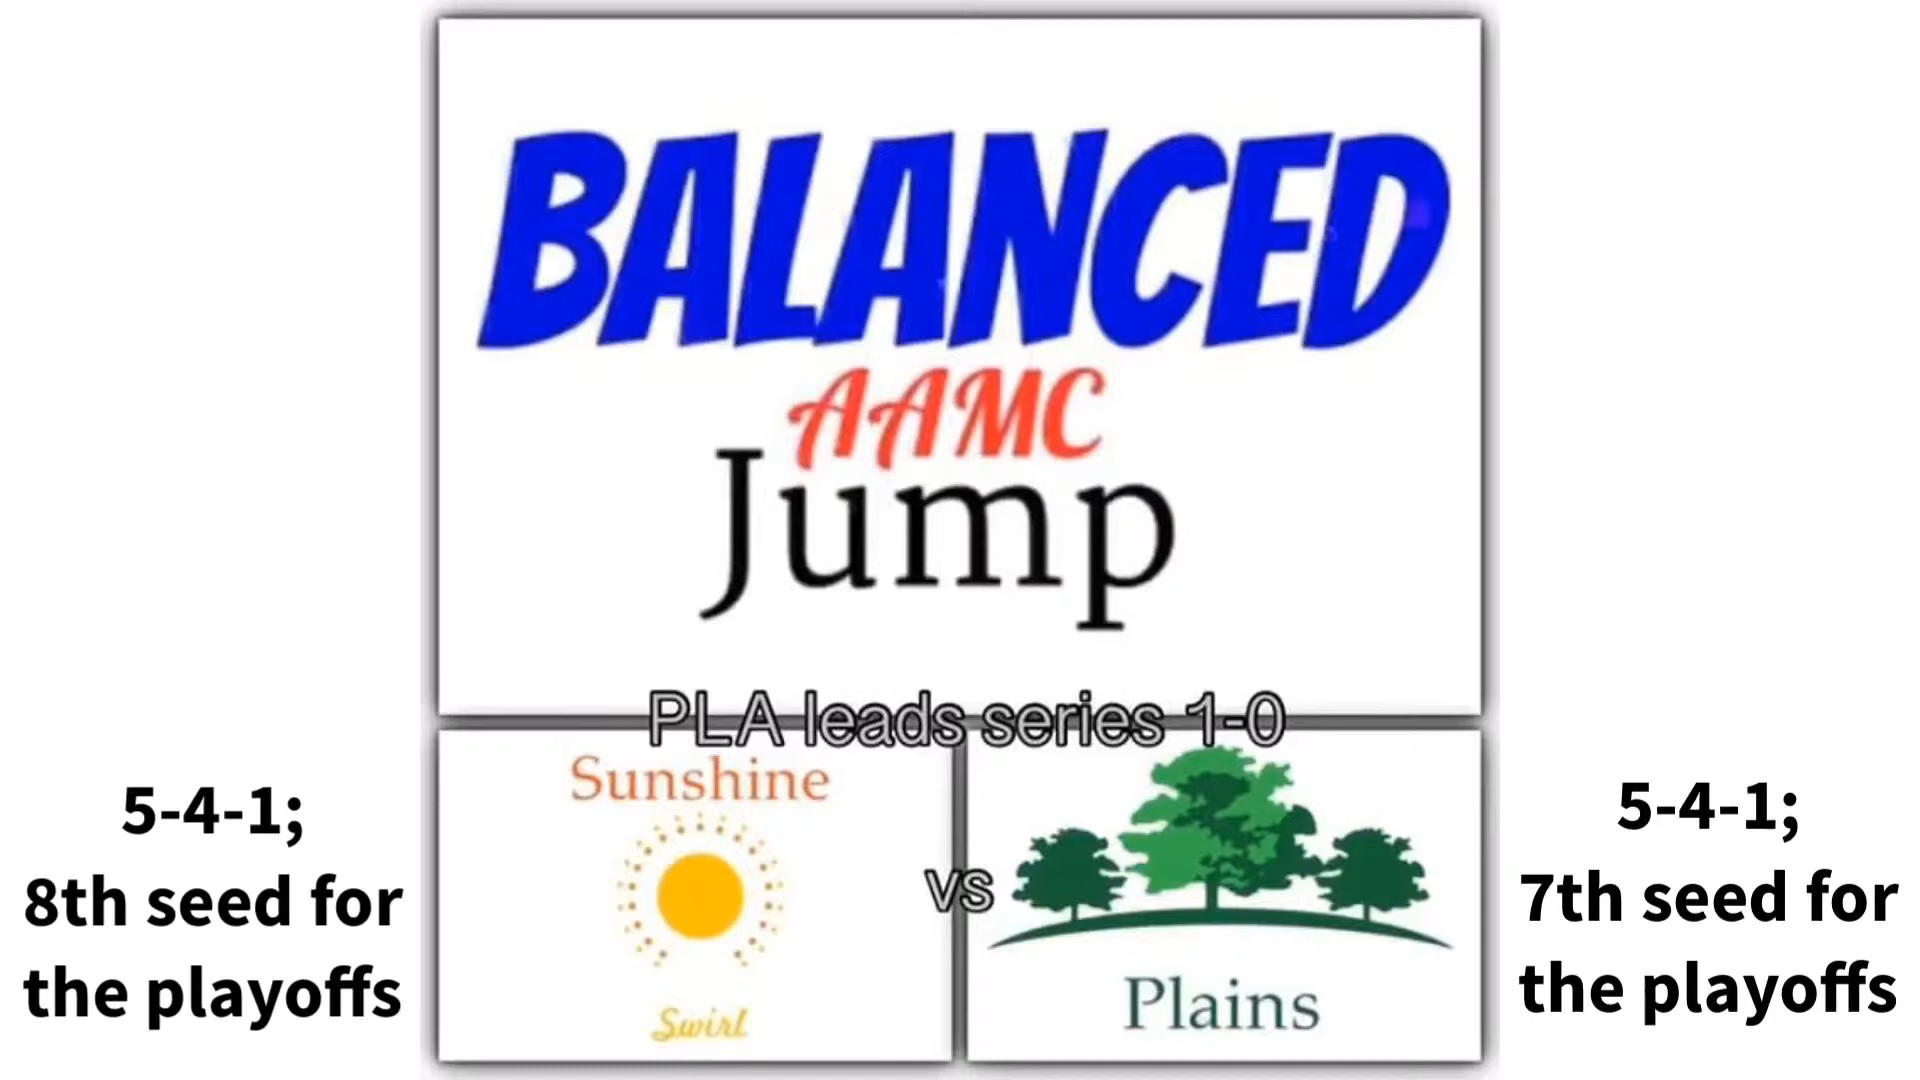 BALANCED
AAMC
Jump
PLA leads series 1-0
Sunshine
Swirl
vs
Plains
5-4-1;
8th seed for
the playoffs
5-4-1;
7th seed for
the playoffs